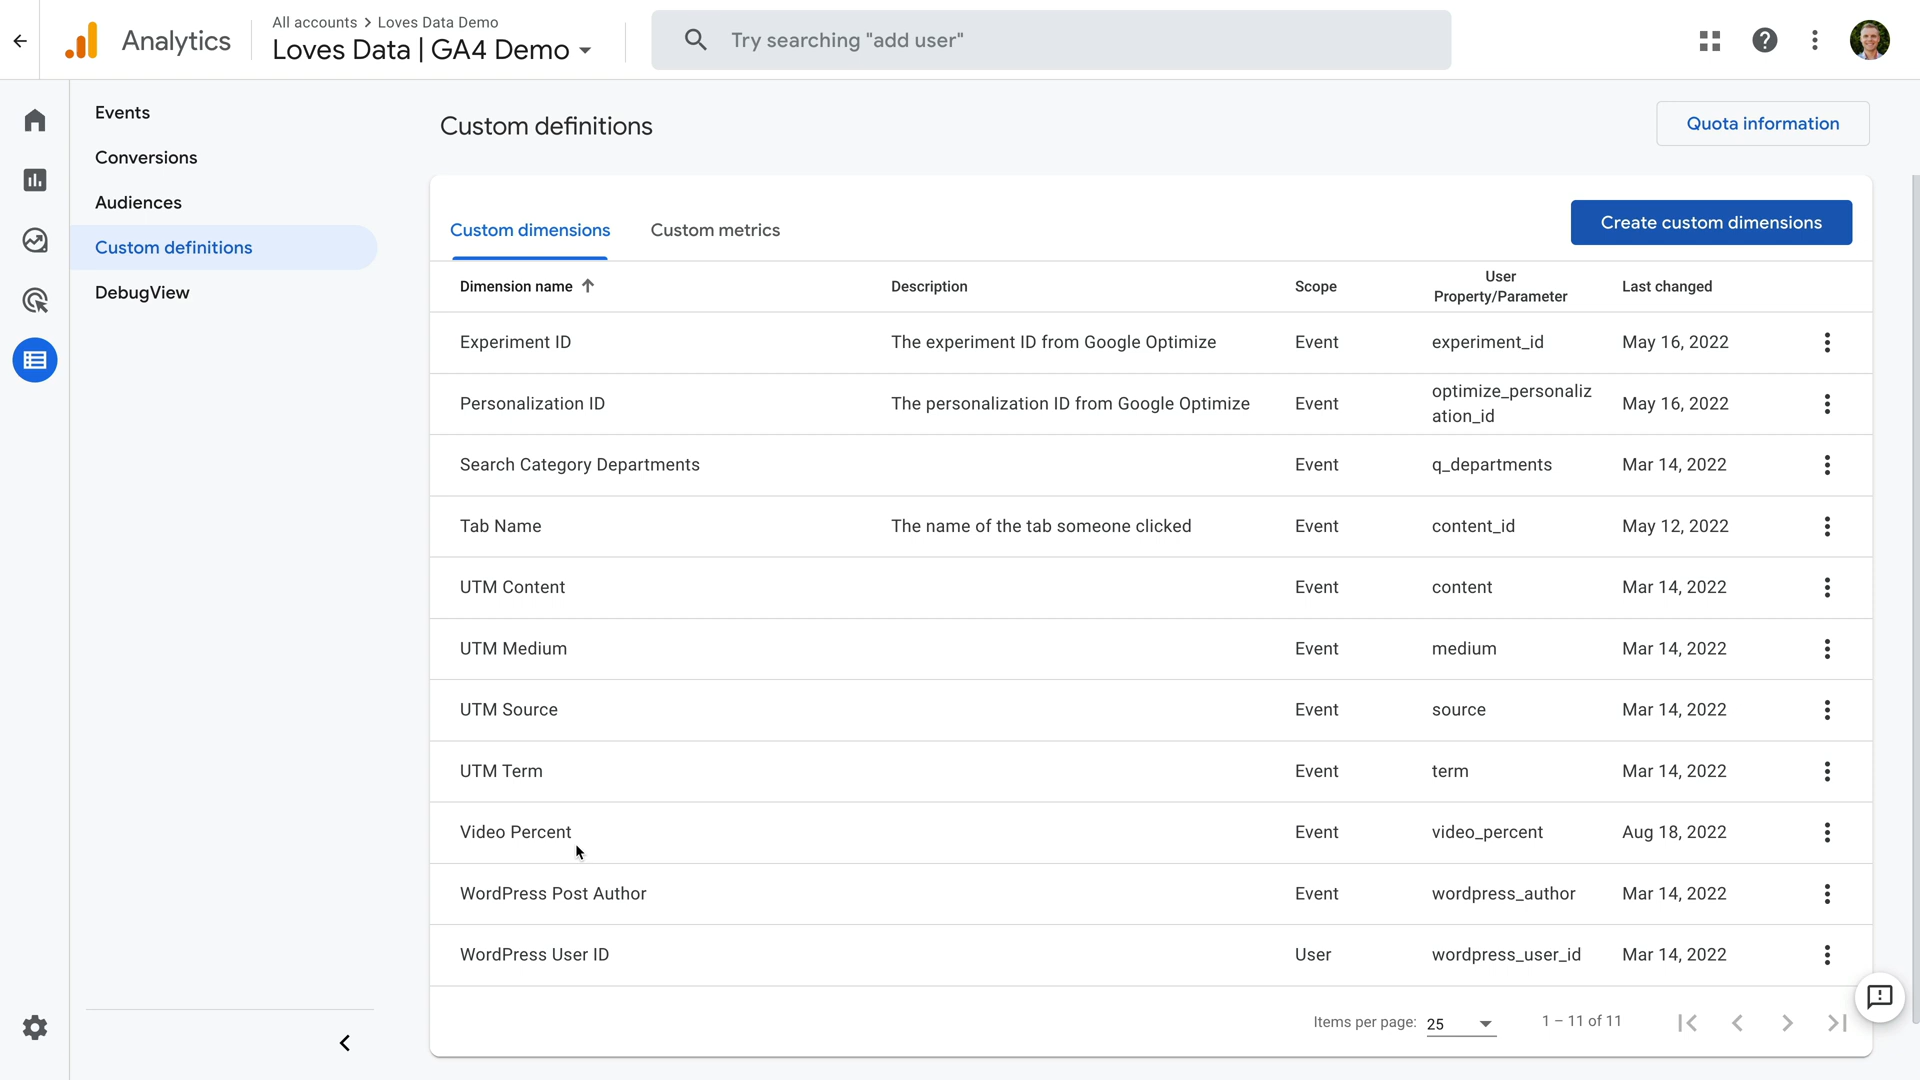 Analytics
All accounts > Loves Data Demo
Loves Data | GA4 Demo
Try searching "add user"
Events
Conversions
Audiences
Custom definitions
DebugView
Custom definitions
Quota information
Custom dimensions
Custom metrics
Create custom dimensions
Dimension name
Description
Scope
User
Property/Parameter
Last changed
Experiment ID The experiment ID from Google Optimize Event experiment_id May 16, 2022
Personalization ID The personalization ID from Google Optimize Event optimize_personaliz May 16, 2022
ation_id
Search Category Departments Event q_departments Mar 14, 2022
Tab Name The name of the tab someone clicked Event content_id May 12, 2022
UTM Content Event content Mar 14, 2022
UTM Medium Event medium Mar 14, 2022
UTM Source Event source Mar 14, 2022
UTM Term Event term Mar 14, 2022
Video Percent Event video_percent Aug 18, 2022
WordPress Post Author Event wordpress_author Mar 14, 2022
WordPress User ID User wordpress_user_id Mar 14, 2022
Items per page: 25 1 – 11 of 11